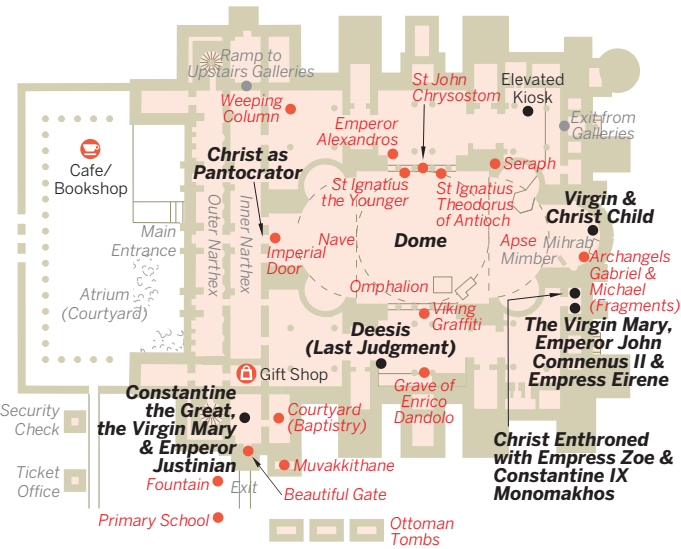 Ramp to
Upstairs Galleries
St John
Chrysostom
Elevated
Kiosk
Weeping
Column
Emperor
Alexandros
Exit from
Galleries
Cafe/
Bookshop
Christ as
Pantocrator
Seraph
St Ignatius
the Younger
St Ignatius
Theodorus
of Antioch
Virgin &
Christ Child
Main
Entrance
Outer Narthex
Inner Narthex
Imperial
Door
Nave
Dome
Apse
Mihrab
Mimber
Archangels
Gabriel &
Michael
(Fragments)
Atrium
(Courtyard)
Omphalion
Viking
Graffiti
Deesis
(Last Judgment)
The Virgin Mary,
Emperor John
Comnenus II &
Empress Eirene
Gift Shop
Grave of
Enrico
Dandolo
Constantine
the Great,
the Virgin Mary
& Emperor
Justinian
Courtyard
(Baptistry)
Security
Check
Christ Enthroned
with Empress Zoe &
Constantine IX
Monomakhos
Muvakkithane
Ticket
Office
Fountain
Exit
Beautiful Gate
Primary School
Ottoman
Tombs